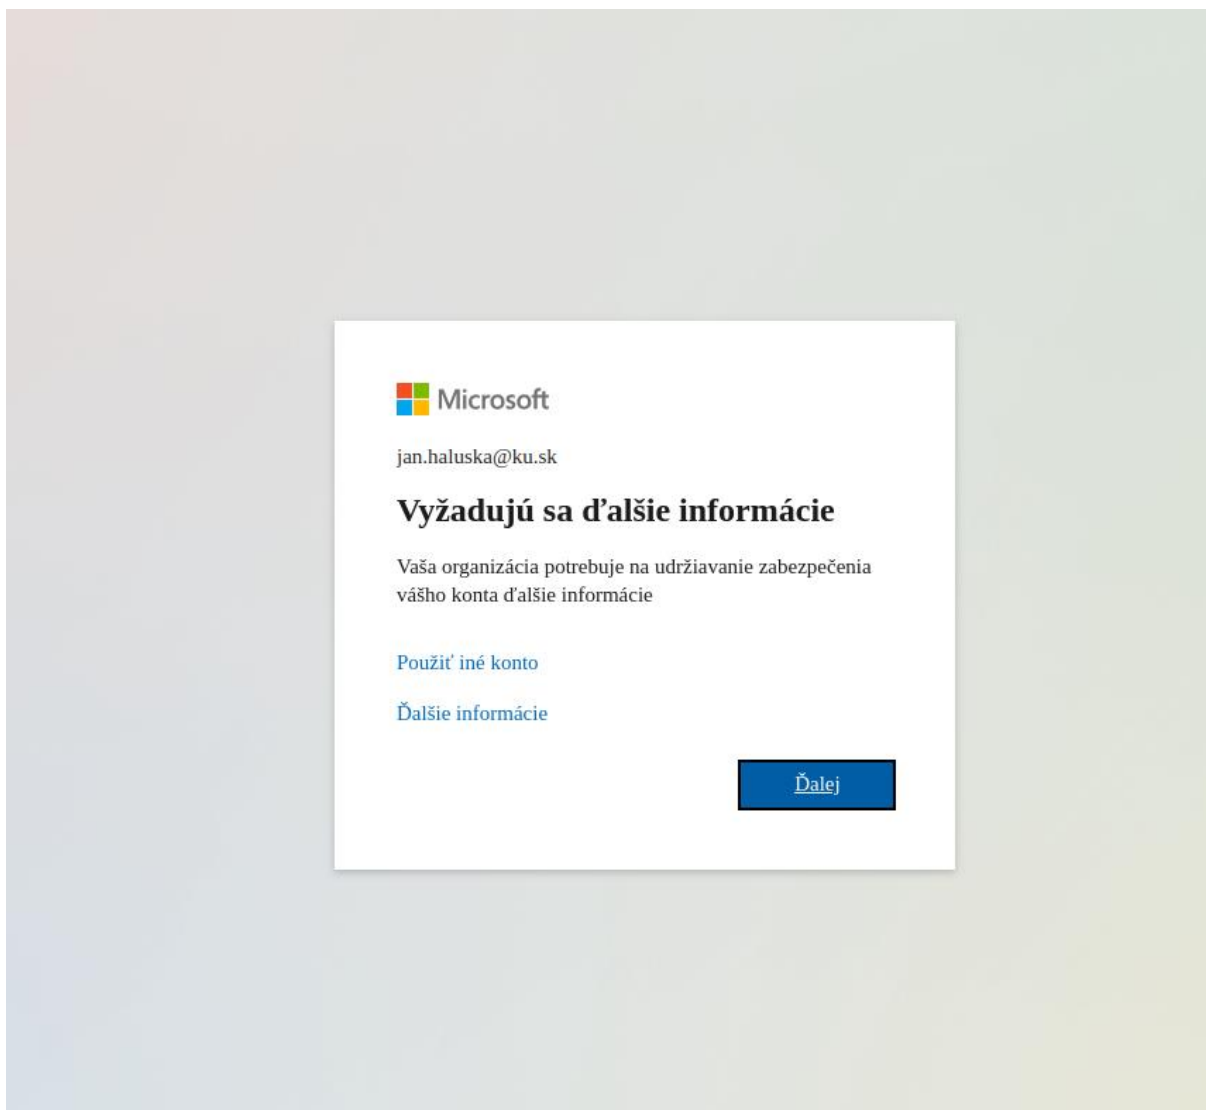 Microsoft
jan.haluska@ku.sk
Vyžadujú sa ďalšie informácie
Vaša organizácia potrebuje na udržiavanie zabezpečenia
vášho konta ďalšie informácie
Použiť iné konto
Ďalšie informácie
Ďalej